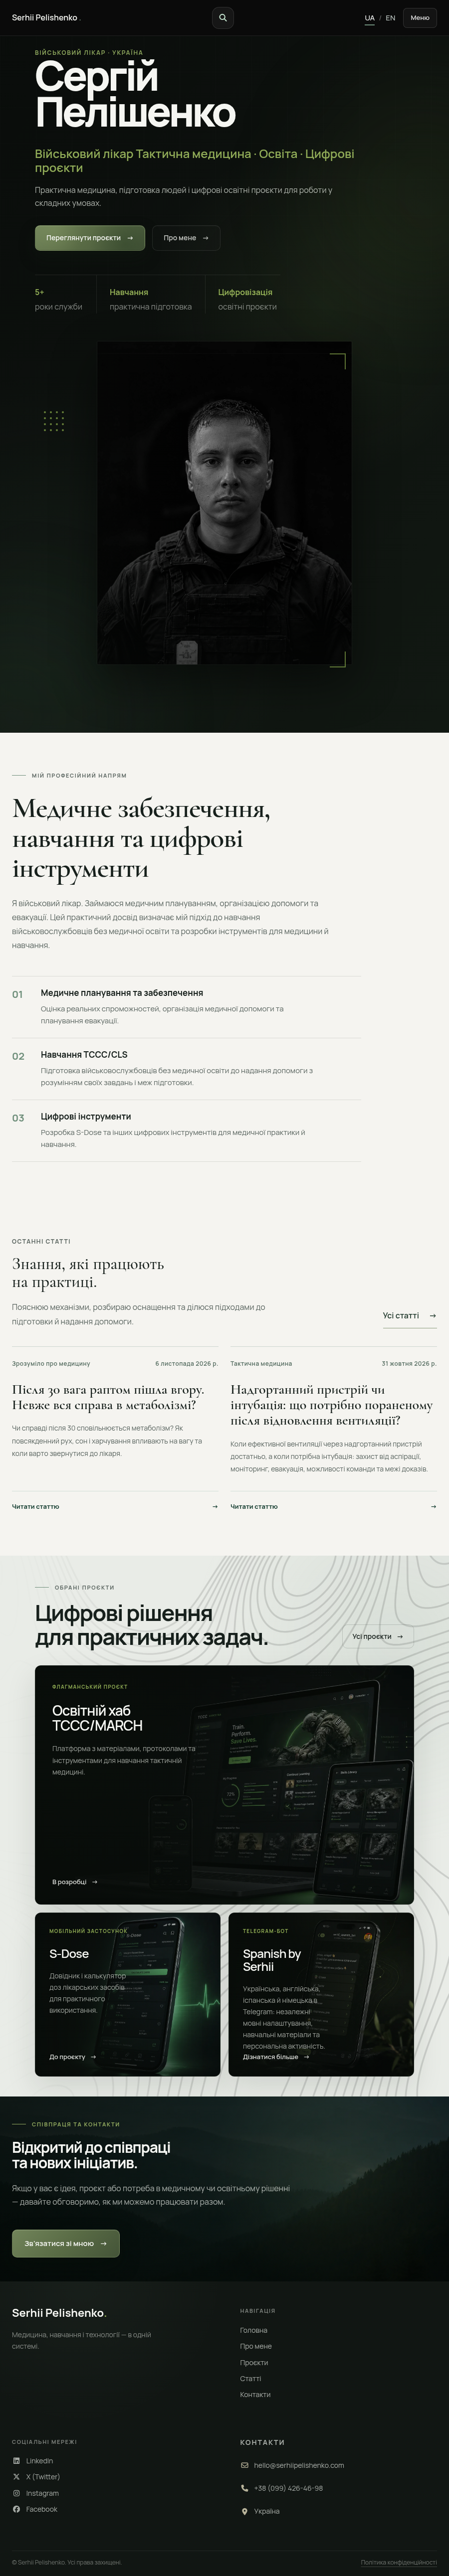 Serhii Pelishenko.
UA / EN
Меню
ВІЙСЬКОВИЙ ЛІКАР · УКРАЇНА
Сергій
Пелішенко
Військовий лікар Тактична медицина · Освіта · Цифрові
проєкти
Практична медицина, підготовка людей і цифрові освітні проєкти для роботи у
складних умовах.
Переглянути проєкти →
Про мене →
5+
роки служби
Навчання
практична підготовка
Цифровізація
освітні проєкти
МІЙ ПРОФЕСІЙНИЙ НАПРЯМ
Медичне забезпечення,
навчання та цифрові
інструменти
Я військовий лікар. Займаюся медичним плануванням, організацією допомоги та
евакуації. Цей практичний досвід визначає мій підхід до навчання
військовослужбовців без медичної освіти та розробки інструментів для медицини й
навчання.
01
Медичне планування та забезпечення
Оцінка реальних спроможностей, організація медичної допомоги та
планування евакуації.
02
Навчання TCCC/CLS
Підготовка військовослужбовців без медичної освіти до надання допомоги з
розумінням своїх завдань і меж підготовки.
03
Цифрові інструменти
Розробка S-Dose та інших цифрових інструментів для медичної практики й
навчання.
ОСТАННІ СТАТТІ
Знання, які працюють
на практиці.
Пояснюю механізми, розбираю оснащення та ділюся підходами до
підготовки й надання допомоги.
Усі статті →
Зрозуміло про медицину
6 листопада 2026 р.
Після 30 вага раптом пішла вгору.
Невже вся справа в метаболізмі?
Чи справді після 30 сповільнюється метаболізм? Як
повсякденний рух, сон і харчування впливають на вагу та
коли варто звернутися до лікаря.
Читати статтю →
Тактична медицина
31 жовтня 2026 р.
Надгортанний пристрій чи
інтубація: що потрібно пораненому
після відновлення вентиляції?
Коли ефективної вентиляції через надгортанний пристрій
достатньо, а коли потрібна інтубація: захист від аспірації,
моніторинг, евакуація, можливості команди та межі доказів.
Читати статтю →
ОБРАНІ ПРОЄКТИ
Цифрові рішення
для практичних задач.
Усі проєкти →
ФЛАГМАНСЬКИЙ ПРОЄКТ
Освітній хаб
TCCC/MARCH
Платформа з матеріалами, протоколами та
інструментами для навчання тактичній
медицині.
В розробці →
Train.
Perform.
Save Lives.
МОБІЛЬНИЙ ЗАСТОСУНОК
S-Dose
Довідник і калькулятор
доз лікарських засобів
для практичного
використання.
До проєкту →
TELEGRAM-БОТ
Spanish by
Serhii
Українська, англійська,
іспанська й німецька в
Telegram: незалежні
мовні налаштування,
навчальні матеріали та
персональна активність.
Дізнатися більше →
СПІВПРАЦЯ ТА КОНТАКТИ
Відкритий до співпраці
та нових ініціатив.
Якщо у вас є ідея, проєкт або потреба в медичному чи освітньому рішенні
— давайте обговоримо, як ми можемо працювати разом.
Зв'язатися зі мною →
Serhii Pelishenko.
Медицина, навчання і технології — в одній
системі.
НАВІГАЦІЯ
Головна
Про мене
Проєкти
Статті
Контакти
СОЦІАЛЬНІ МЕРЕЖІ
LinkedIn
X (Twitter)
Instagram
Facebook
КОНТАКТИ
hello@serhiipelishenko.com
+38 (099) 426-46-98
Україна
© Serhii Pelishenko. Усі права захищені.
Політика конфіденційності